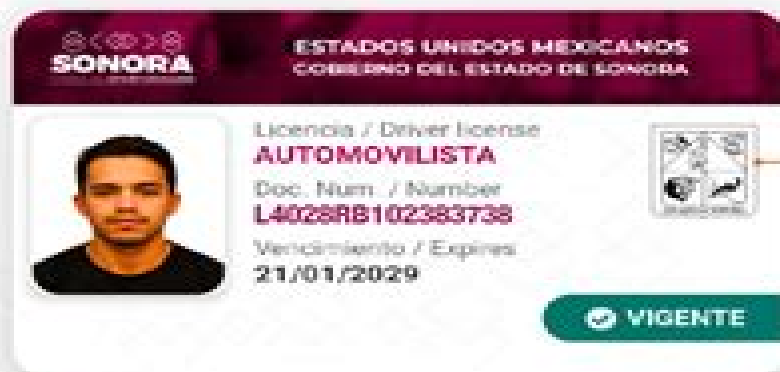 SONORA
ESTADOS UNIDOS MEXICANOS
GOBIERNO DEL ESTADO DE SONORA
Licencia / Driver license
AUTOMOVILISTA
Doc. Num. / Number
L4028RB102383738
Vencimiento / Expires
21/01/2029
VIGENTE